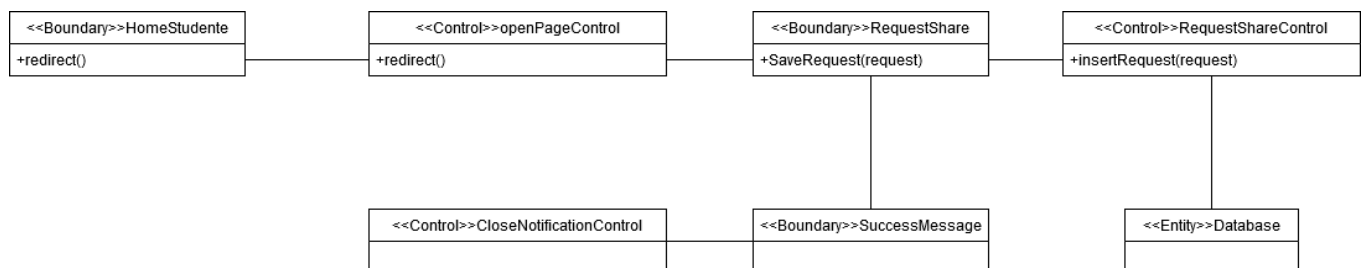 <<Boundary>>HomeStudente
+redirect()
<<Control>>openPageControl
+redirect()
<<Boundary>>RequestShare
+SaveRequest(request)
<<Control>>RequestShareControl
+insertRequest(request)
<<Control>>CloseNotificationControl
<<Boundary>>SuccessMessage
<<Entity>>Database